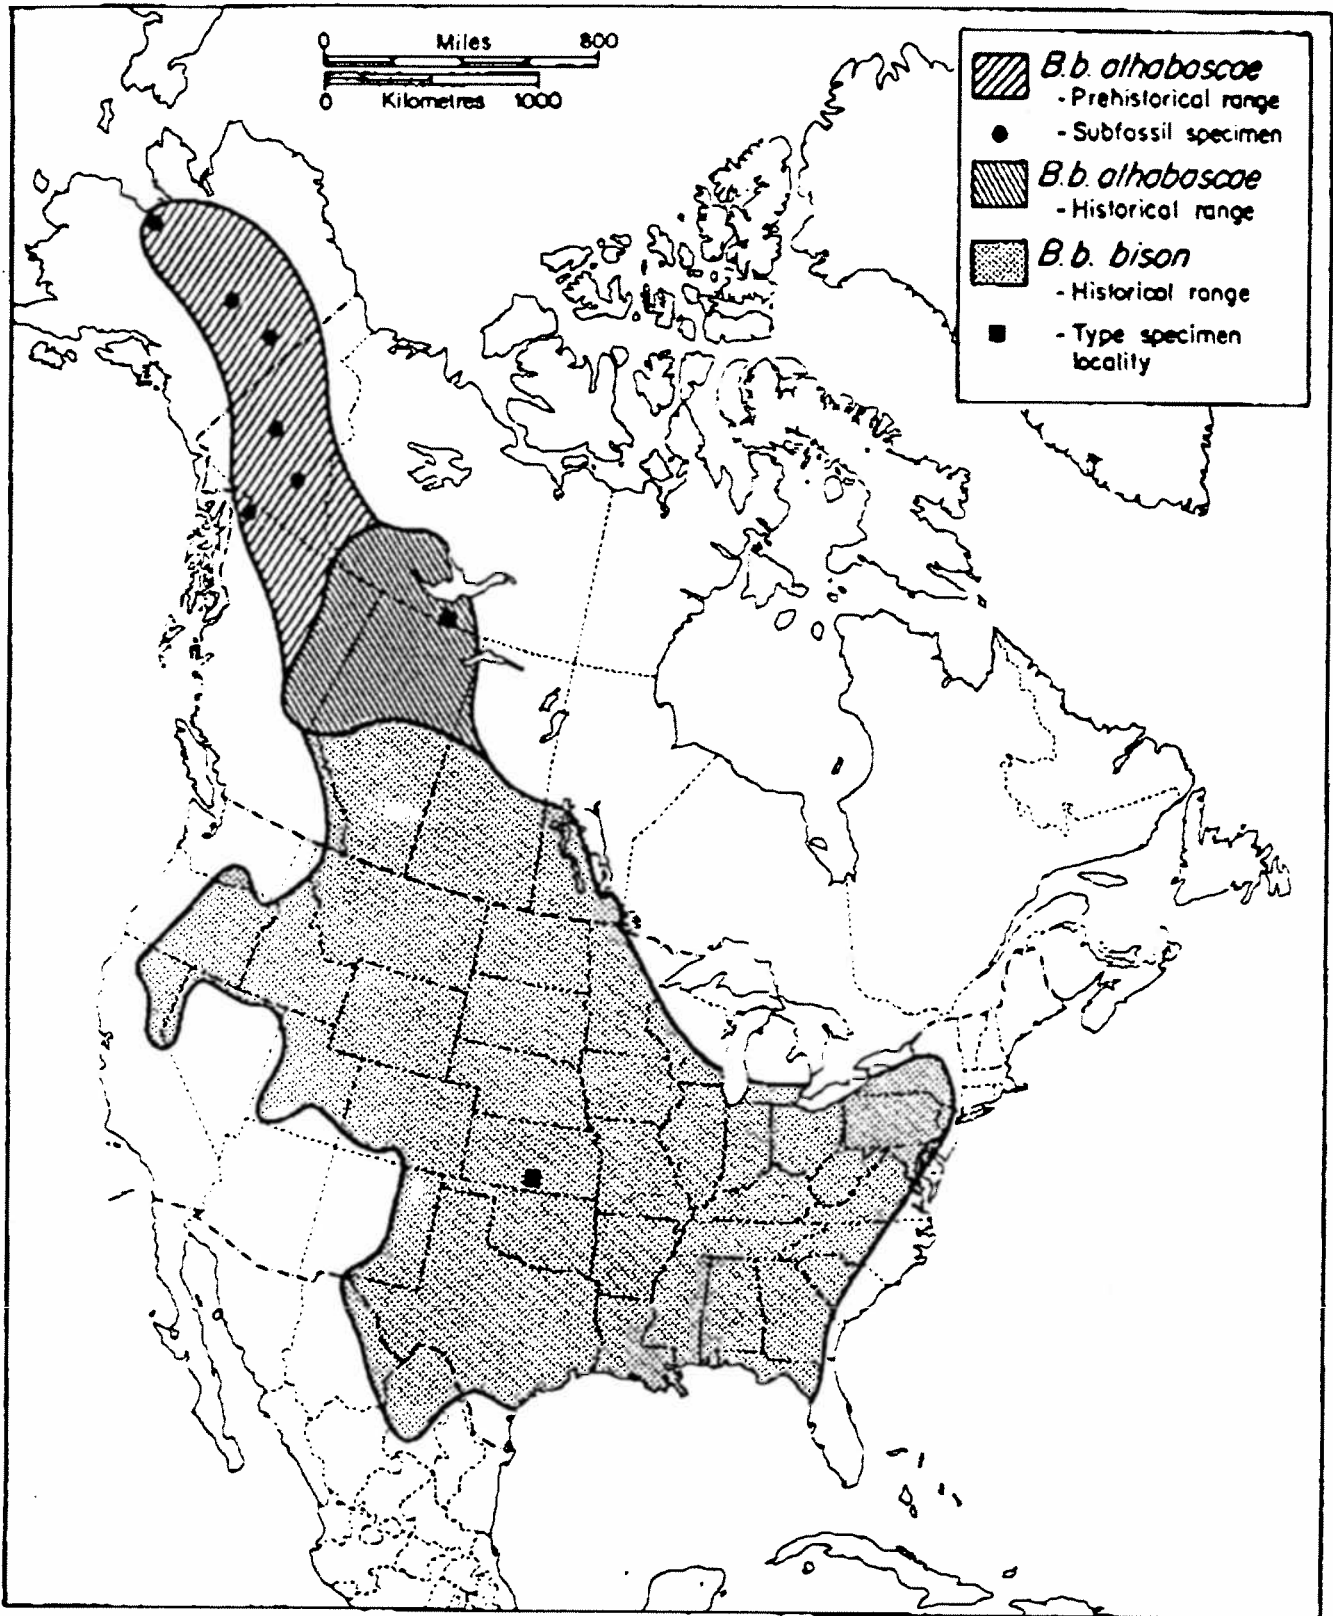 0 Miles 800
0 Kilometres 1000
B.b. athabascae
- Prehistorical range
- Subfossil specimen
B.b. athabascae
- Historical range
B.b. bison
- Historical range
- Type specimen
locality